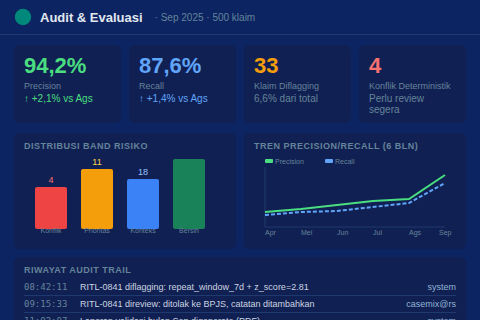 Audit & Evaluasi · Sep 2025 · 500 klaim
94,2% 87,6% 33 4
Precision Recall Klaim Diflagging Konflik Deterministik
↑ +2,1% vs Ags ↑ +1,4% vs Ags 6,6% dari total Perlu review
segera
DISTRIBUSI BAND RISIKO
4 11 18
Konflik Prioritas Konteks Bersih
TREN PRECISION/RECALL (6 BLN)
Precision Recall
Apr Mei Jun Jul Ags Sep
RIWAYAT AUDIT TRAIL
08:42:11 RITL-0841 diflagging: repeat_window_7d + z_score=2.81 system
09:15:33 RITL-0841 direview: ditolak ke BPJS, catatan ditambahkan casemix@rs